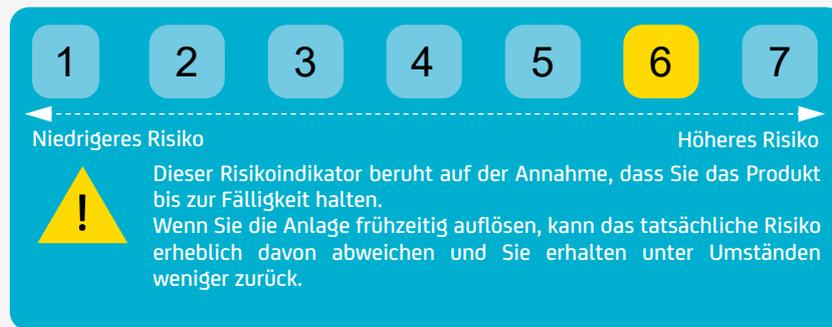 1 2 3 4 5 6 7
Niedrigeres Risiko Höheres Risiko
!
Dieser Risikoindikator beruht auf der Annahme, dass Sie das Produkt
bis zur Fälligkeit halten.
Wenn Sie die Anlage frühzeitig auflösen, kann das tatsächliche Risiko
erheblich davon abweichen und Sie erhalten unter Umständen
weniger zurück.